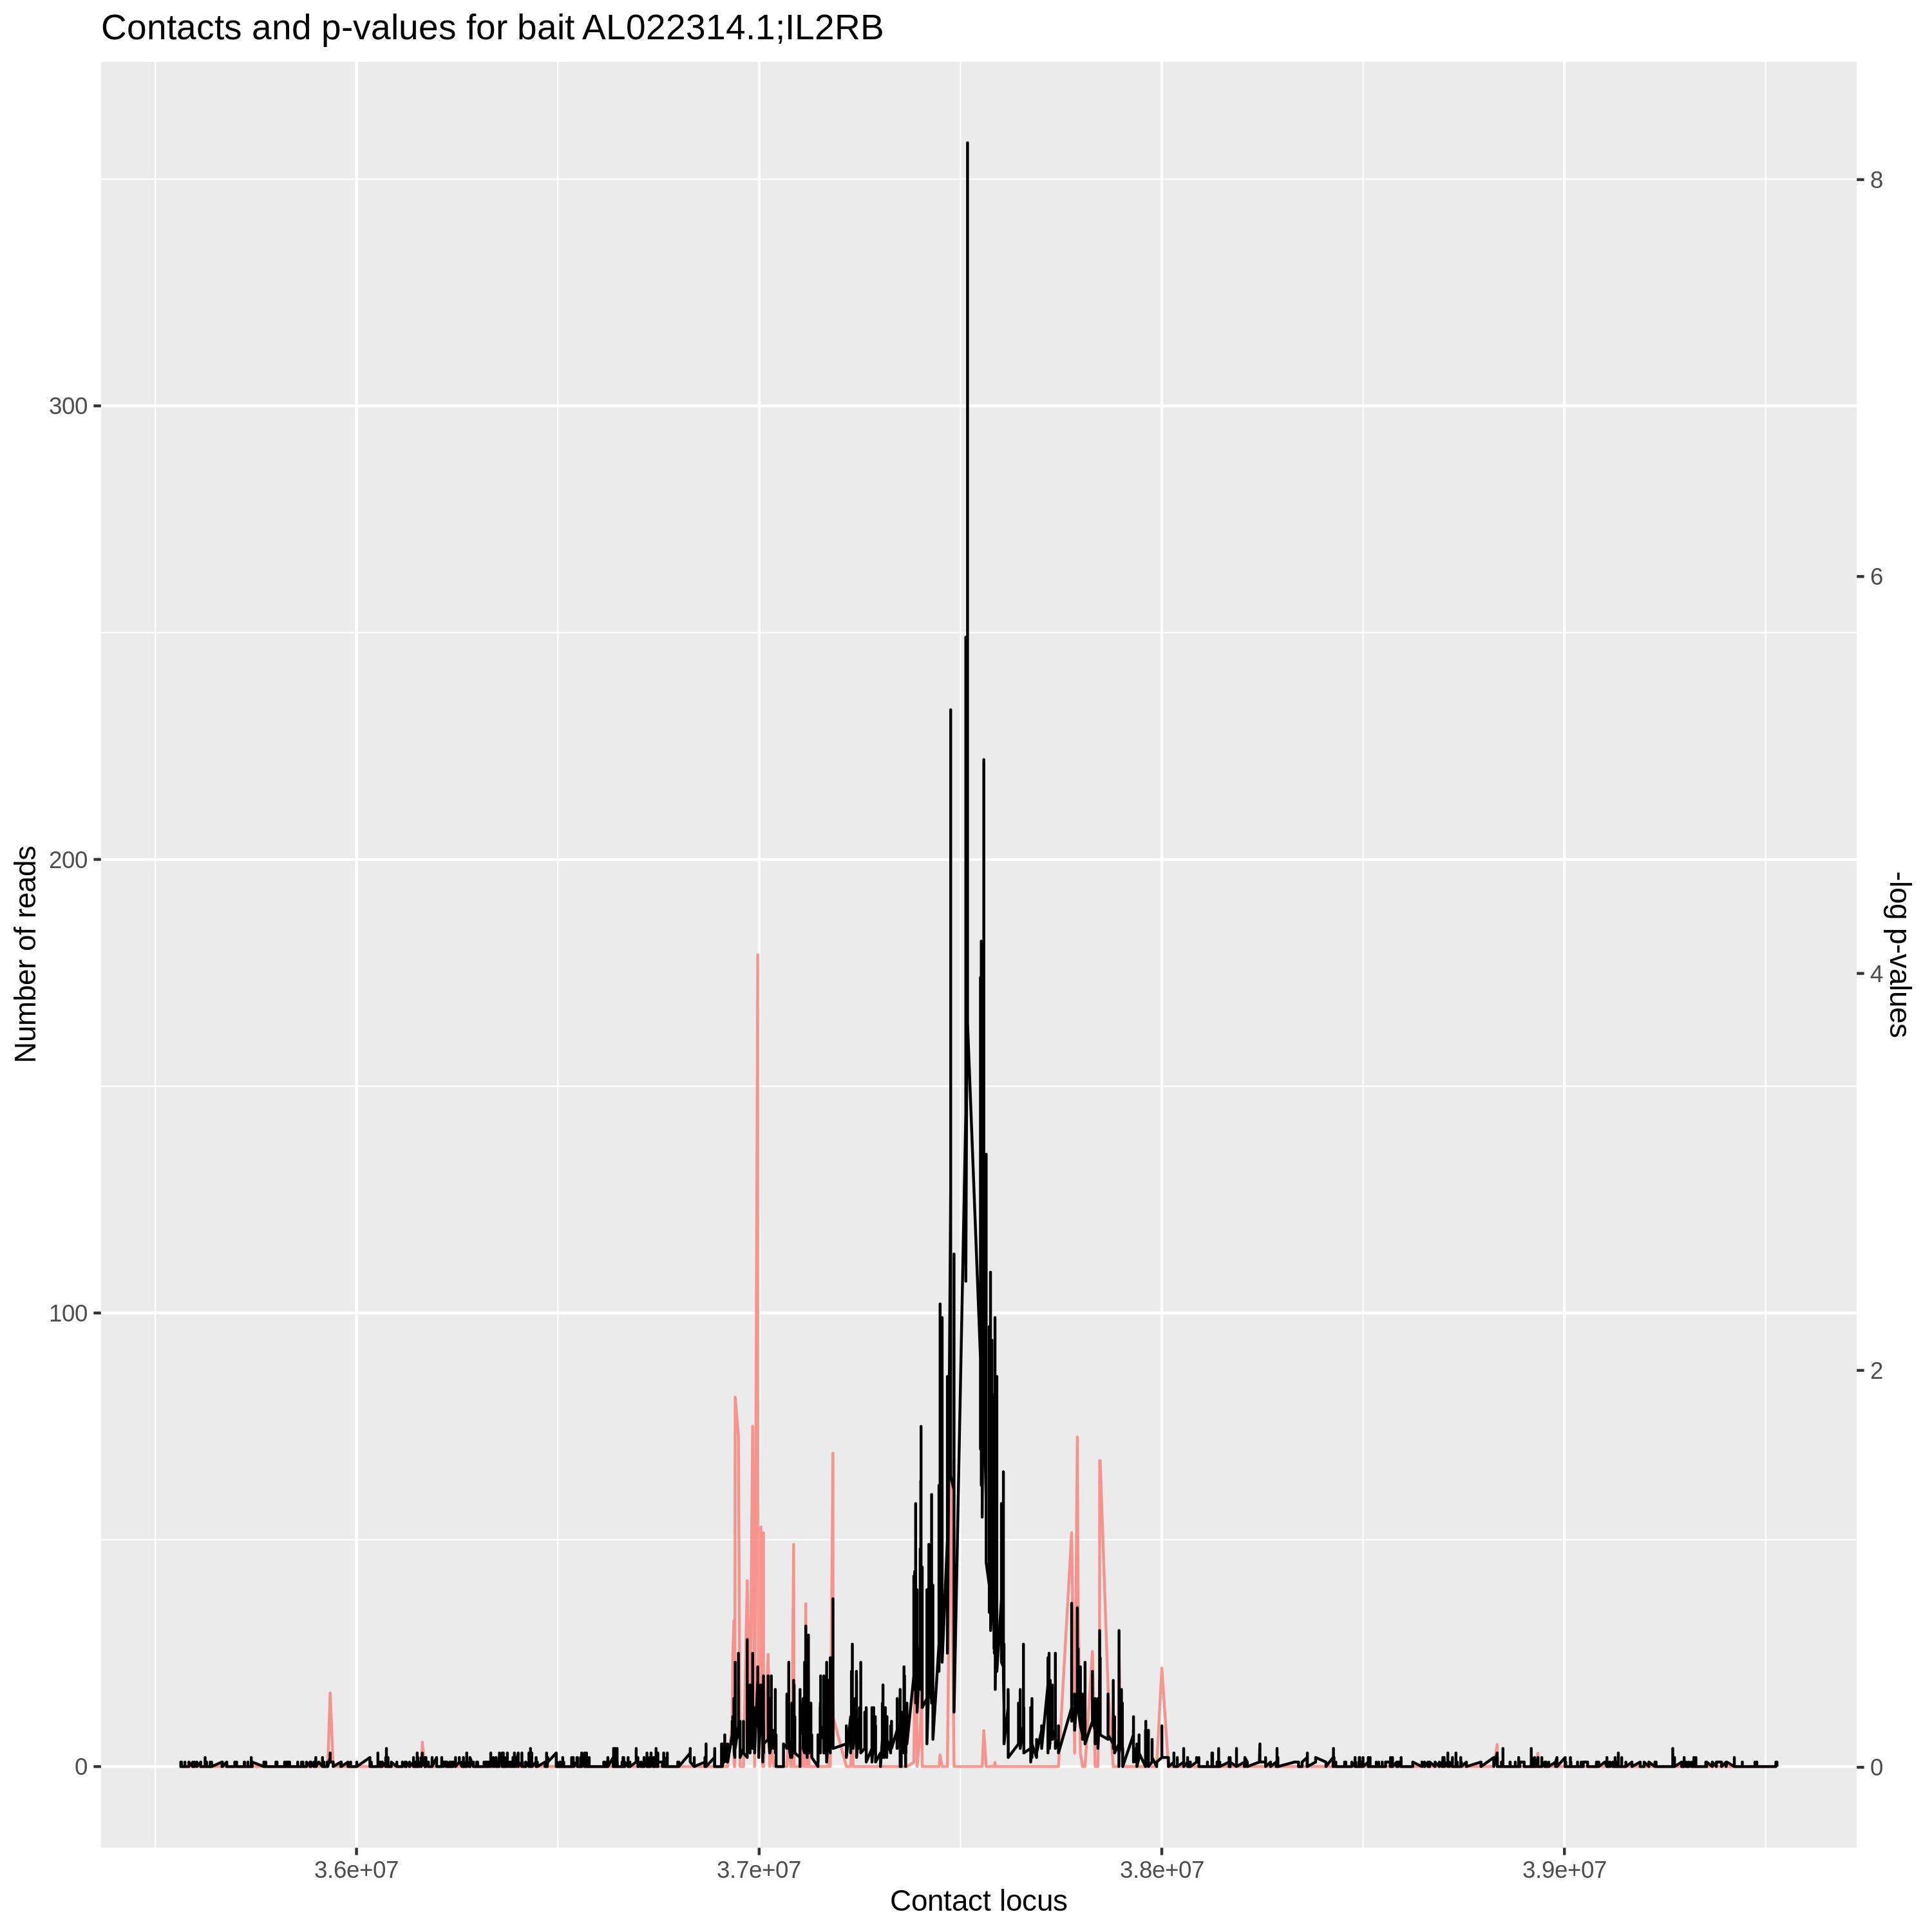 Contacts and p-values for bait AL022314.1;IL2RB
Number of reads
300
200
100
0
8
6
4
2
0
-log p-values
3.6e+07
3.7e+07
3.8e+07
3.9e+07
Contact locus